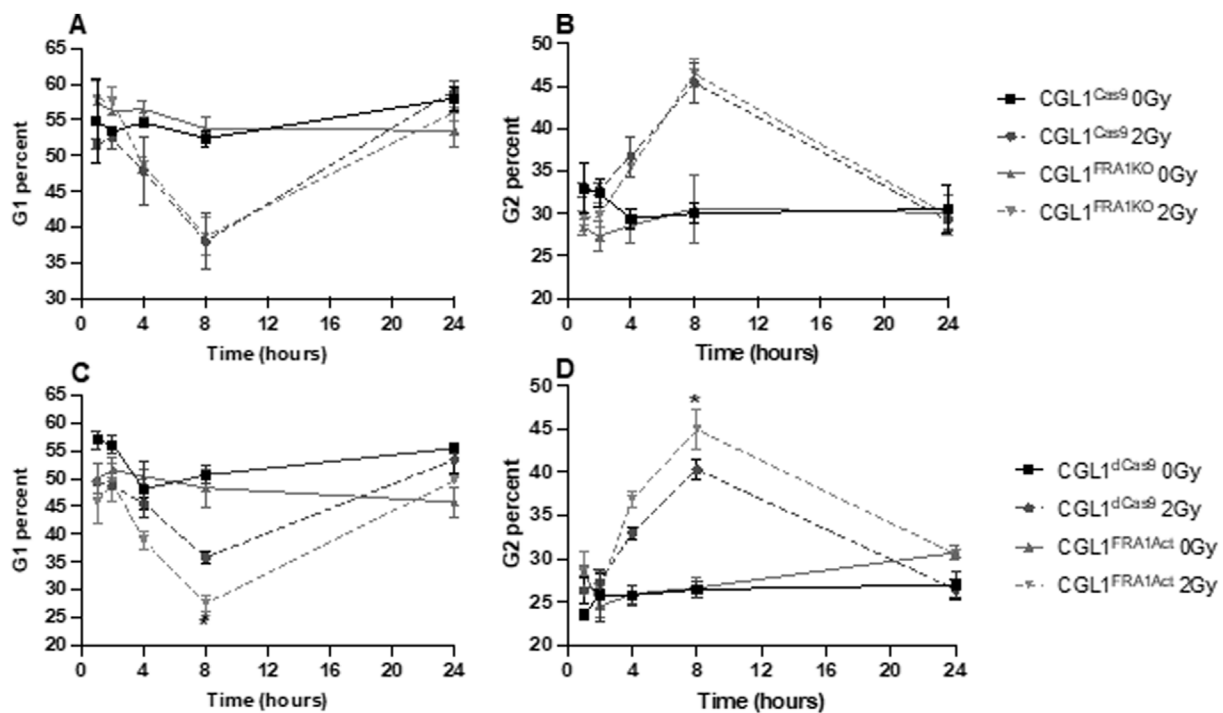 A
65
60
55
50
45
40
35
30
G1 percent
0 4 8 12 16 20 24
Time (hours)
B
50
45
40
35
30
25
20
G2 percent
0 4 8 12 16 20 24
Time (hours)
CGL1Cas9 0Gy
CGL1Cas9 2Gy
CGL1FRA1KO 0Gy
CGL1FRA1KO 2Gy
C
65
60
55
50
45
40
35
30
25
20
G1 percent
*
0 4 8 12 16 20 24
Time (hours)
D
50
45
40
35
30
25
20
G2 percent
*
0 4 8 12 16 20 24
Time (hours)
CGL1dCas9 0Gy
CGL1dCas9 2Gy
CGL1FRA1Act 0Gy
CGL1FRA1Act 2Gy